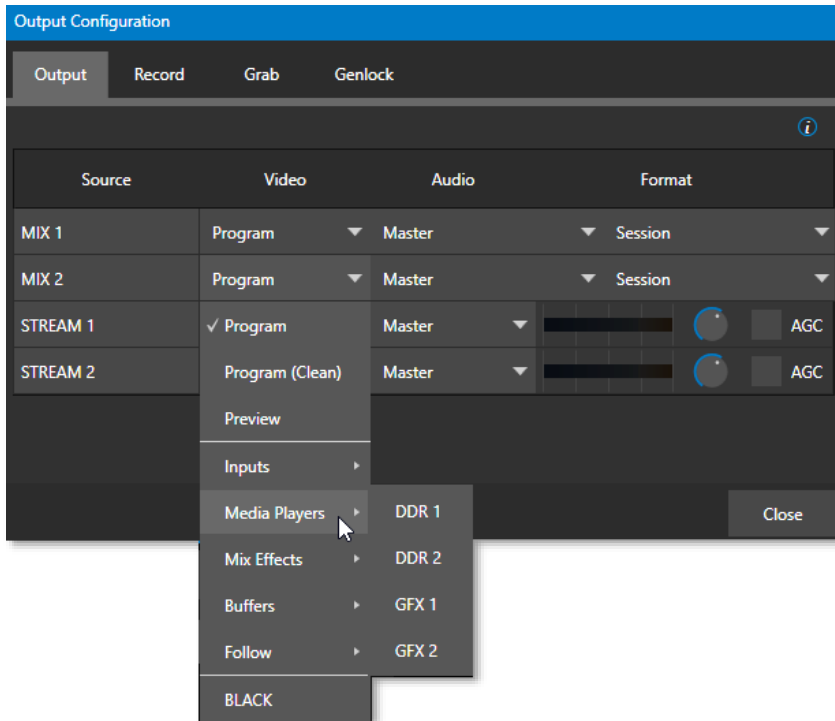 Output Configuration
Output Record Grab Genlock
i
Source Video Audio Format
MIX 1 Program Master Session
MIX 2 Program Master Session
STREAM 1 ✓ Program Master AGC
STREAM 2 Program (Clean) Master AGC
Preview
Inputs
Media Players DDR 1 Close
Mix Effects DDR 2
Buffers GFX 1
Follow GFX 2
BLACK